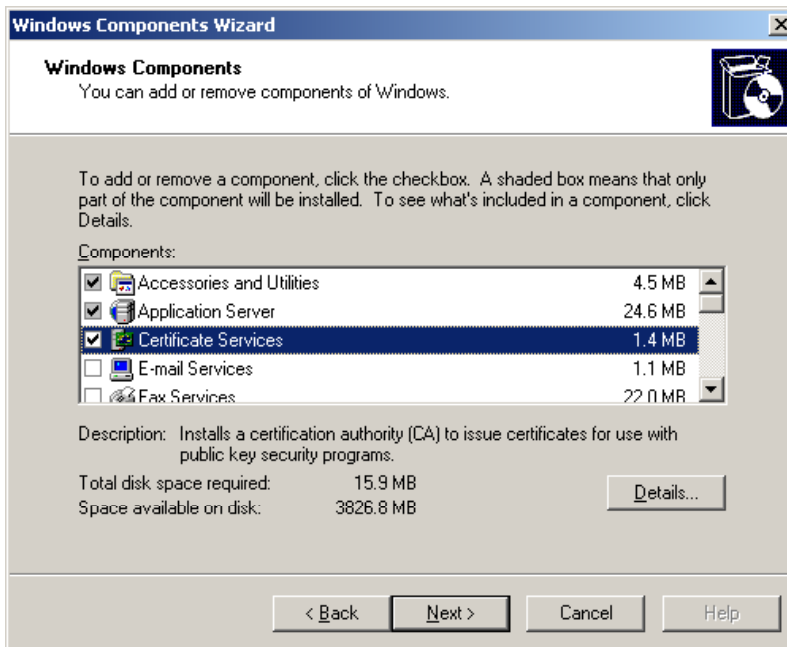 Windows Components Wizard
Windows Components
You can add or remove components of Windows.
To add or remove a component, click the checkbox. A shaded box means that only
part of the component will be installed. To see what's included in a component, click
Details.
Components:
Accessories and Utilities 4.5 MB
Application Server 24.6 MB
Certificate Services 1.4 MB
E-mail Services 1.1 MB
Fax Services 22.0 MB
Description: Installs a certification authority (CA) to issue certificates for use with
public key security programs.
Total disk space required: 15.9 MB
Space available on disk: 3826.8 MB
Details...
< Back Next > Cancel Help